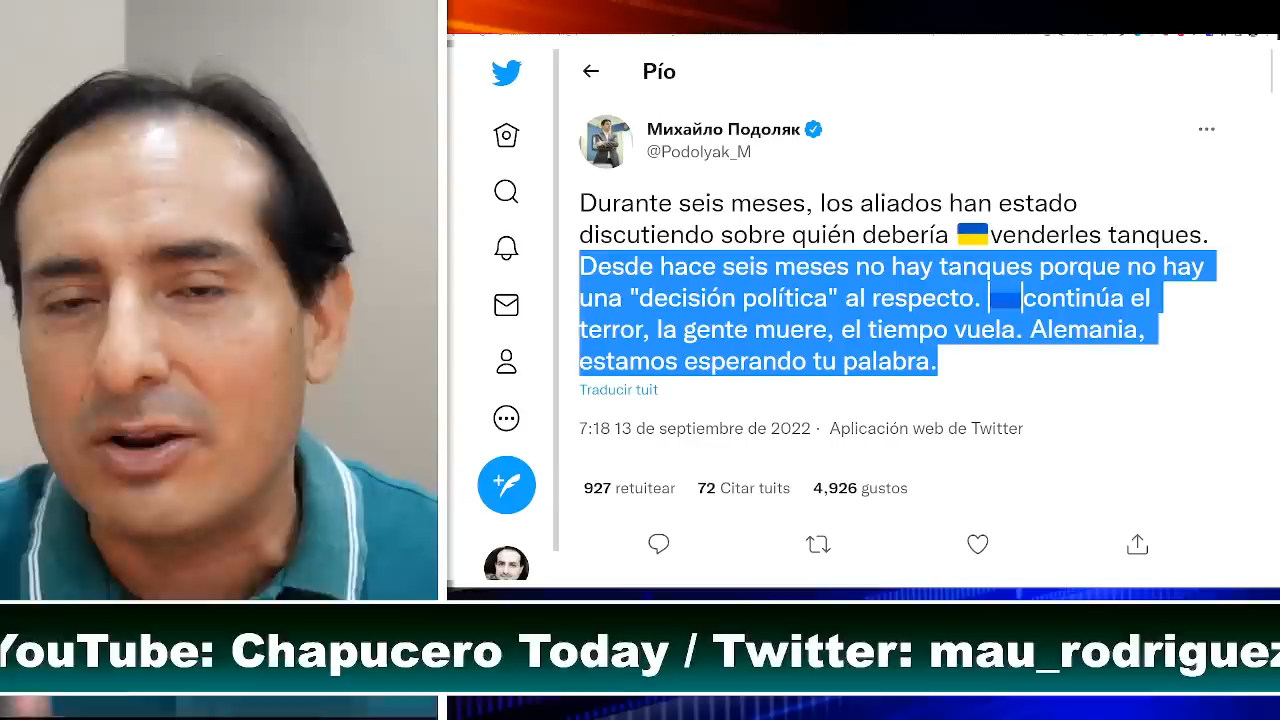 Pío
Михайло Подоляк
@Podolyak_M
Durante seis meses, los aliados han estado
discutiendo sobre quién debería 🇺🇦venderles tanques.
Desde hace seis meses no hay tanques porque no hay
una "decisión política" al respecto. continúa el
terror, la gente muere, el tiempo vuela. Alemania,
estamos esperando tu palabra.
Traducir tuit
7:18 13 de septiembre de 2022 · Aplicación web de Twitter
927 retuitear 72 Citar tuits 4,926 gustos
YouTube: Chapucero Today / Twitter: mau_rodriguez